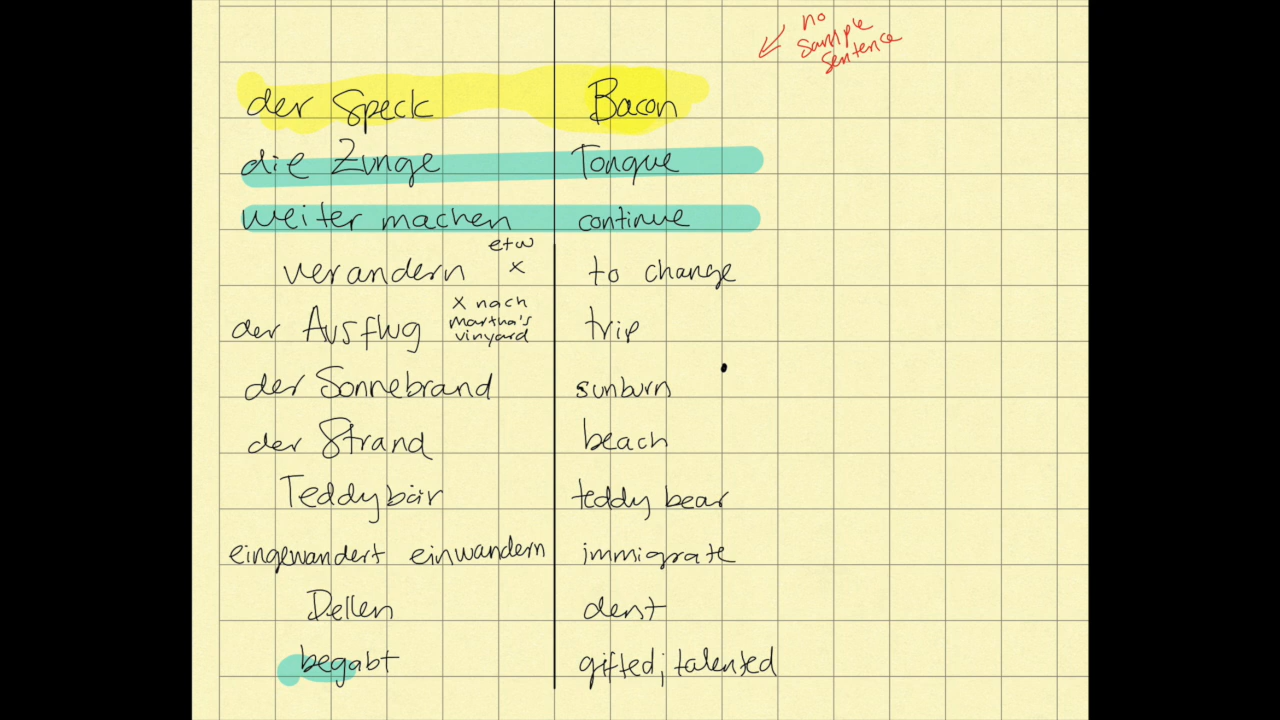 no
sample
sentence
der Speck Bacon
die Zunge Tongue
weiter machen continue
etw
verandern x to change
x nach
martha's
der Ausflug vinyard trip
der Sonnebrand sunburn
der Strand beach
Teddybär teddy bear
eingewandert einwandern immigrate
Dellen dent
begabt gifted; talented